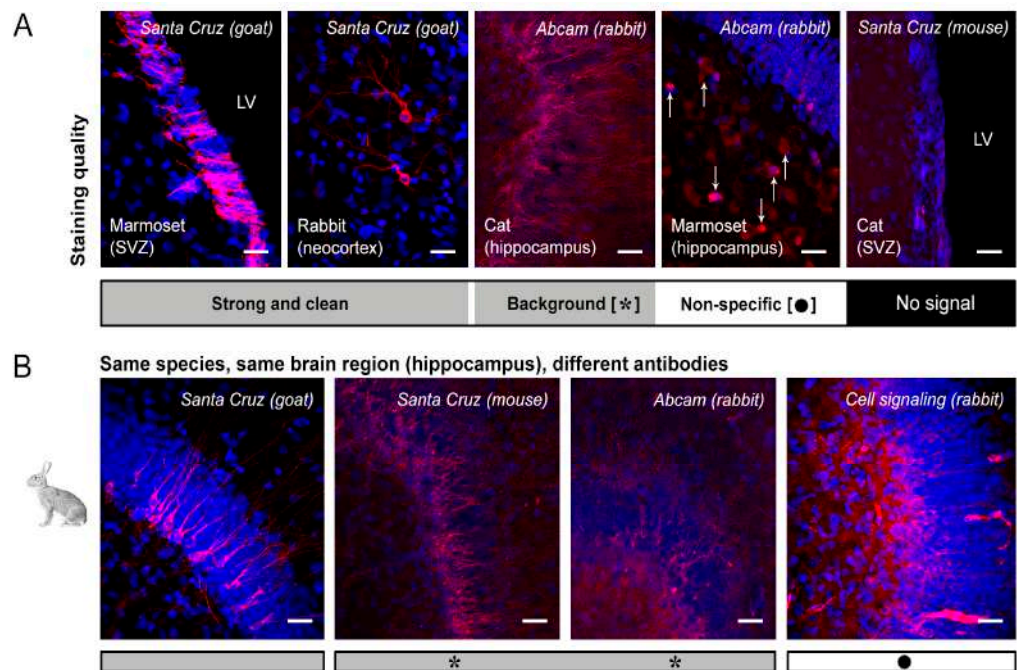 A
Staining quality
Santa Cruz (goat)
LV
Marmoset
(SVZ)
Santa Cruz (goat)
Rabbit
(neocortex)
Abcam (rabbit)
Cat
(hippocampus)
Abcam (rabbit)
Marmoset
(hippocampus)
Santa Cruz (mouse)
LV
Cat
(SVZ)
Strong and clean
Background [*]
Non-specific [●]
No signal
B
Same species, same brain region (hippocampus), different antibodies
Santa Cruz (goat)
Santa Cruz (mouse)
Abcam (rabbit)
Cell signaling (rabbit)
*
*
●